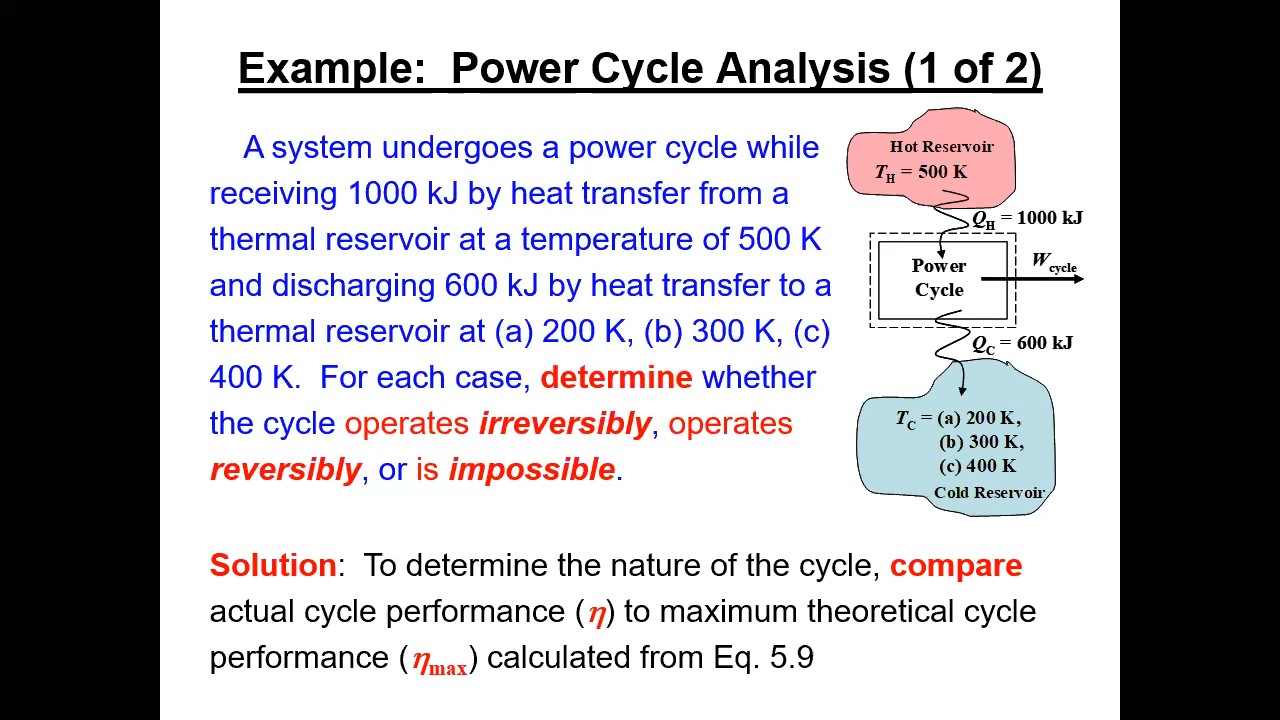 Example:  Power Cycle Analysis (1 of 2)
A system undergoes a power cycle while
receiving 1000 kJ by heat transfer from a
thermal reservoir at a temperature of 500 K
and discharging 600 kJ by heat transfer to a
thermal reservoir at (a) 200 K, (b) 300 K, (c)
400 K.  For each case, determine whether
the cycle operates irreversibly, operates
reversibly, or is impossible.
Hot Reservoir
TH = 500 K
QH = 1000 kJ
Power
Cycle
Wcycle
QC = 600 kJ
TC = (a) 200 K,
(b) 300 K,
(c) 400 K
Cold Reservoir
Solution:  To determine the nature of the cycle, compare
actual cycle performance (η) to maximum theoretical cycle
performance (ηmax) calculated from Eq. 5.9